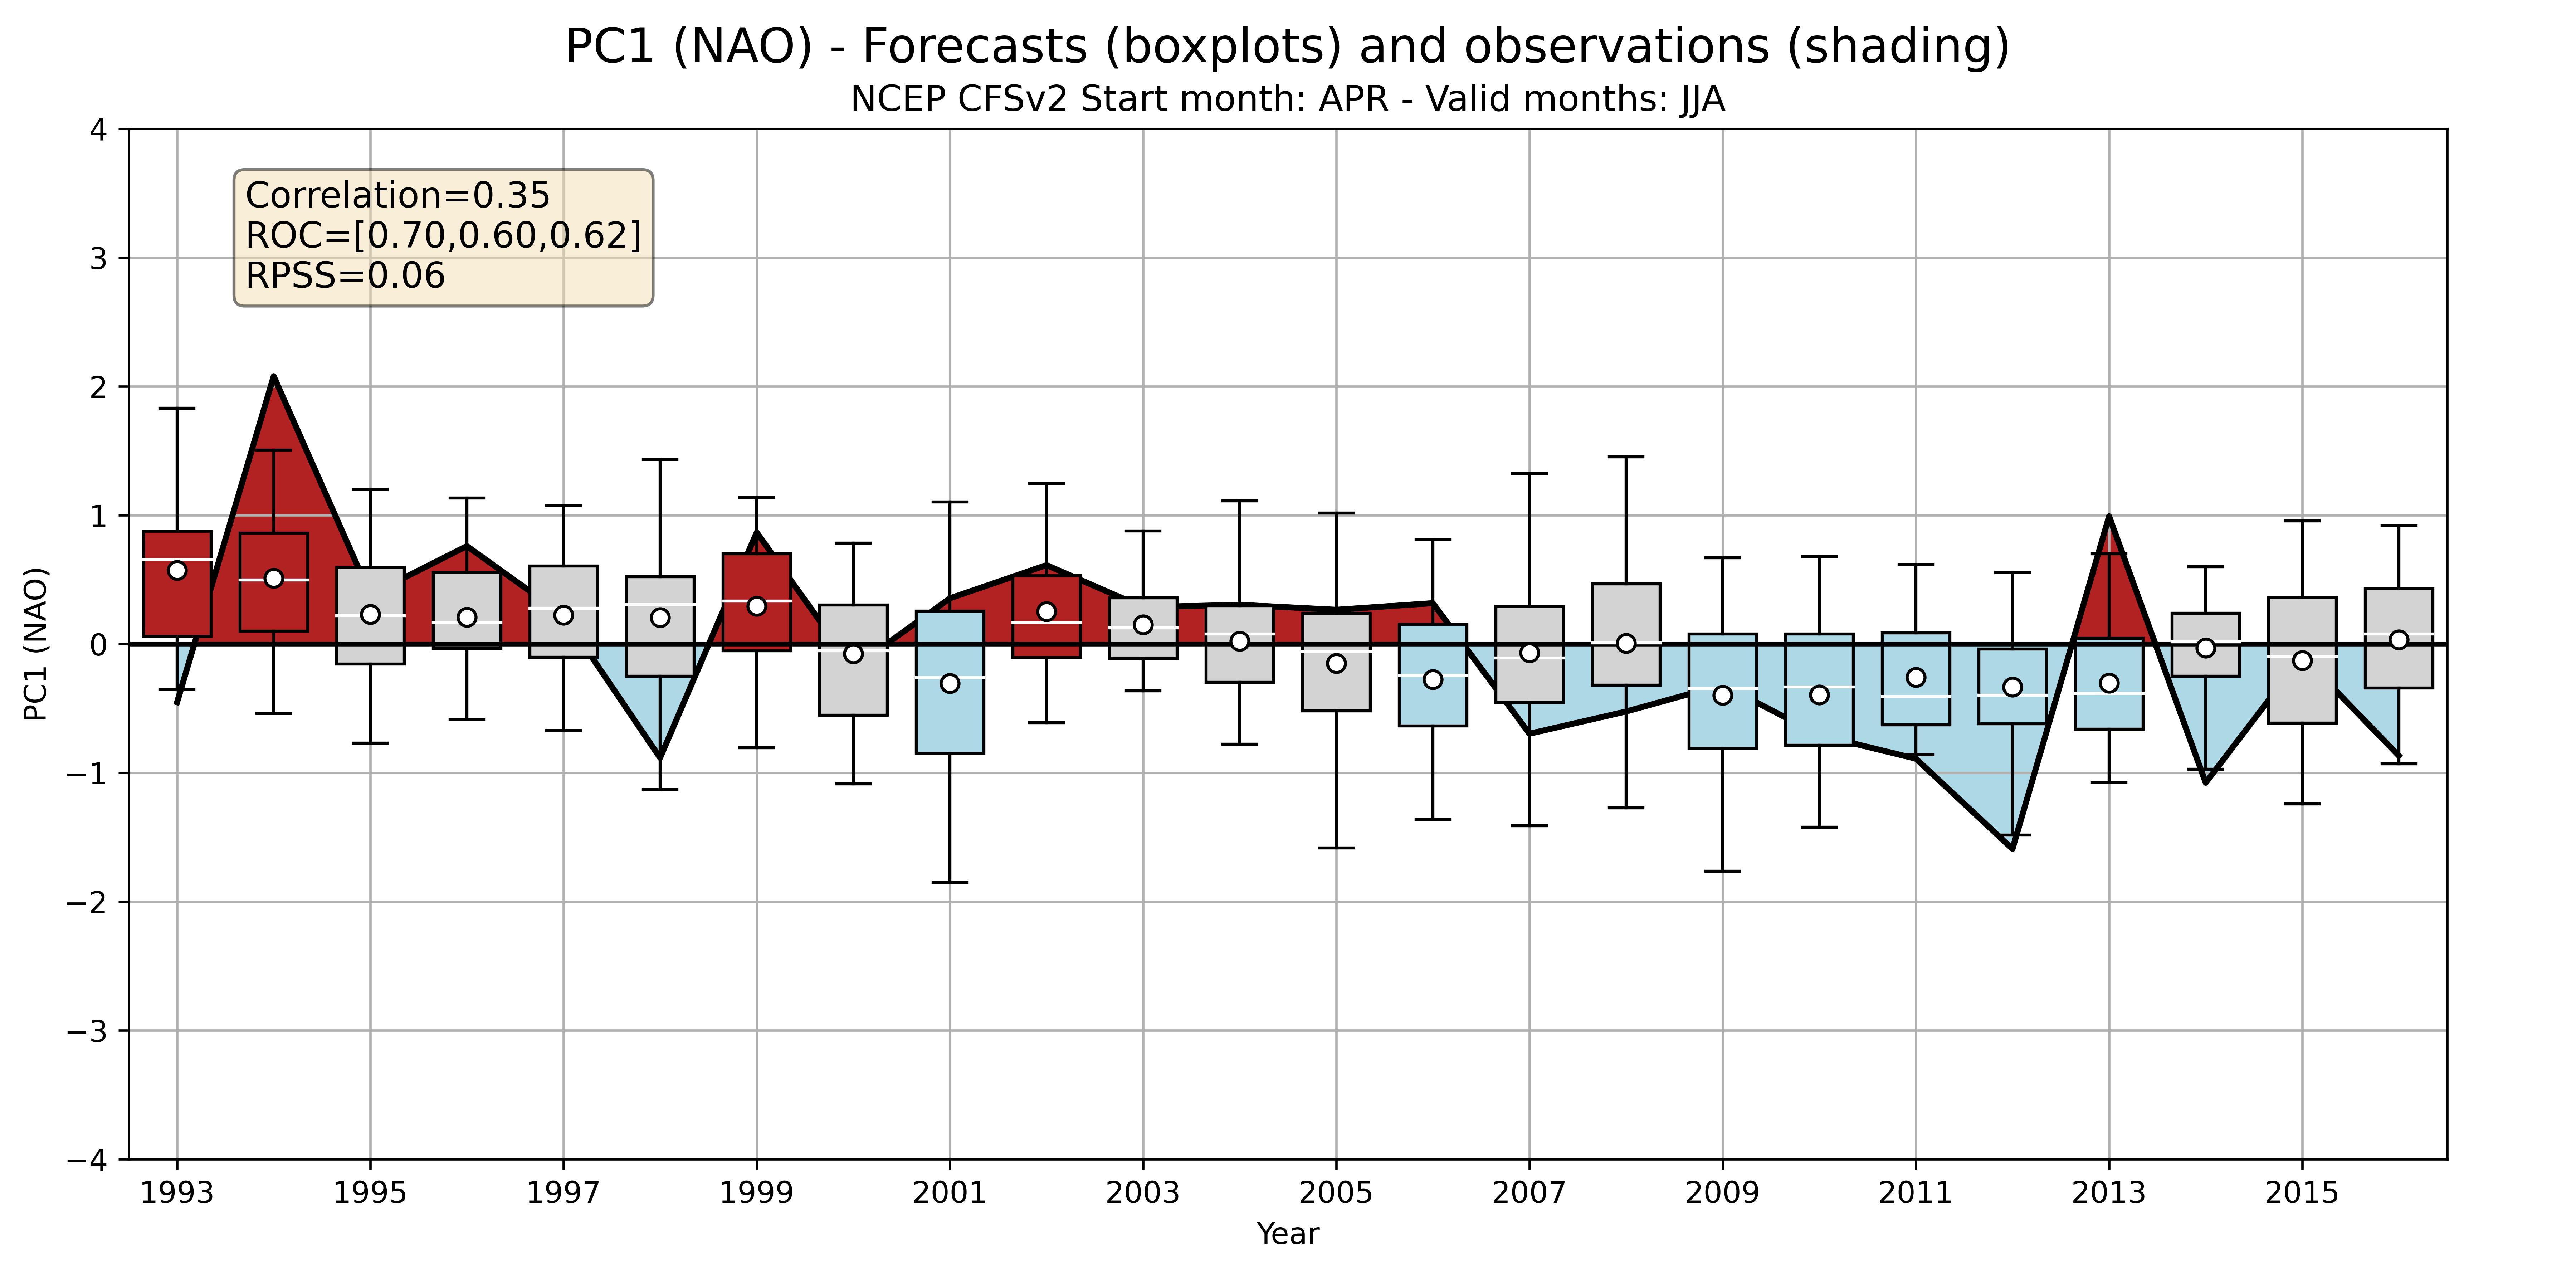 PC1 (NAO) - Forecasts (boxplots) and observations (shading)
NCEP CFSv2 Start month: APR - Valid months: JJA
Correlation=0.35
ROC=[0.70,0.60,0.62]
RPSS=0.06
PC1 (NAO)
4
3
2
1
0
−1
−2
−3
−4
1993 1995 1997 1999 2001 2003 2005 2007 2009 2011 2013 2015
Year